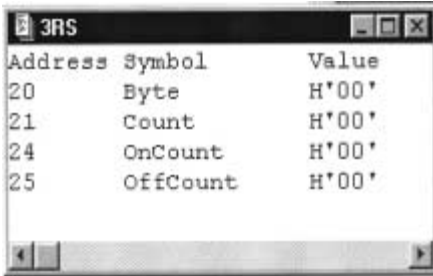 3RS
Address Symbol Value
20 Byte H'00'
21 Count H'00'
24 OnCount H'00'
25 OffCount H'00'